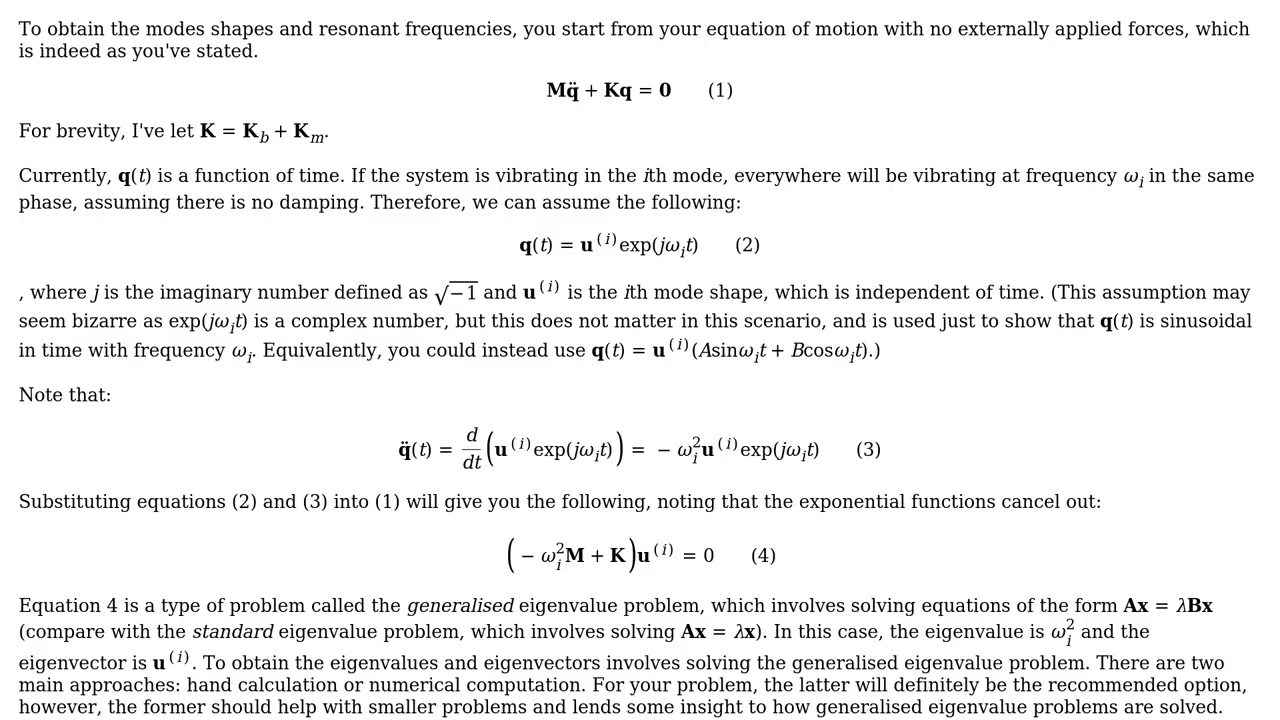 To obtain the modes shapes and resonant frequencies, you start from your equation of motion with no externally applied forces, which
is indeed as you've stated.
𝐌𝐪̈ + 𝐊𝐪 = 𝟎 (1)
For brevity, I've let 𝐊 = 𝐊_b + 𝐊_m.
Currently, 𝐪(t) is a function of time. If the system is vibrating in the ith mode, everywhere will be vibrating at frequency ω_i in the same
phase, assuming there is no damping. Therefore, we can assume the following:
𝐪(t) = 𝐮^(i) exp(jω_i t) (2)
, where j is the imaginary number defined as √−1 and 𝐮^(i) is the ith mode shape, which is independent of time. (This assumption may
seem bizarre as exp(jω_i t) is a complex number, but this does not matter in this scenario, and is used just to show that 𝐪(t) is sinusoidal
in time with frequency ω_i. Equivalently, you could instead use 𝐪(t) = 𝐮^(i)(Asinω_i t + Bcosω_i t).)
Note that:
𝐪̈(t) = d/dt (𝐮^(i) exp(jω_i t)) = − ω_i^2 𝐮^(i) exp(jω_i t) (3)
Substituting equations (2) and (3) into (1) will give you the following, noting that the exponential functions cancel out:
(− ω_i^2 𝐌 + 𝐊)𝐮^(i) = 0 (4)
Equation 4 is a type of problem called the generalised eigenvalue problem, which involves solving equations of the form 𝐀𝐱 = λ𝐁𝐱
(compare with the standard eigenvalue problem, which involves solving 𝐀𝐱 = λ𝐱). In this case, the eigenvalue is ω_i^2 and the
eigenvector is 𝐮^(i). To obtain the eigenvalues and eigenvectors involves solving the generalised eigenvalue problem. There are two
main approaches: hand calculation or numerical computation. For your problem, the latter will definitely be the recommended option,
however, the former should help with smaller problems and lends some insight to how generalised eigenvalue problems are solved.